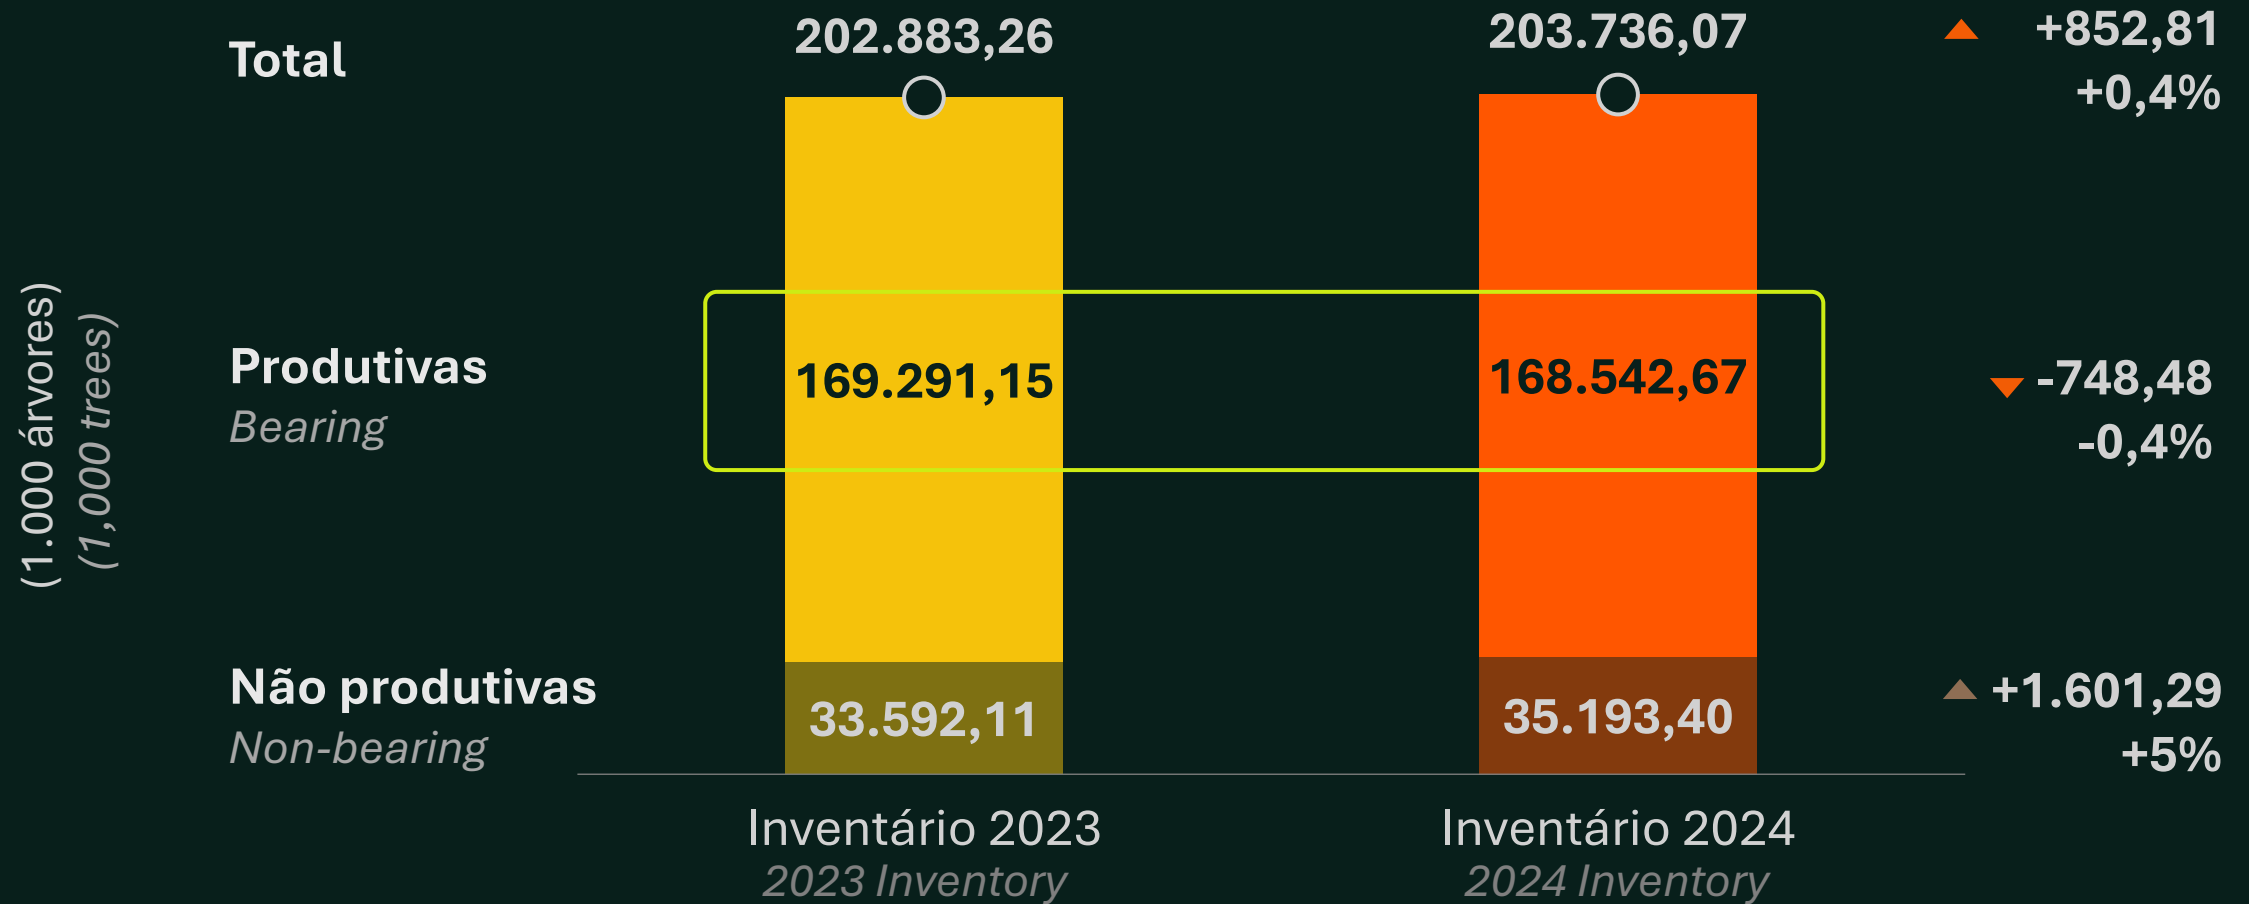 Total
202.883,26
203.736,07
+852,81
+0,4%
(1.000 árvores)
(1,000 trees)
Produtivas
Bearing
169.291,15
168.542,67
-748,48
-0,4%
Não produtivas
Non-bearing
33.592,11
35.193,40
+1.601,29
+5%
Inventário 2023
2023 Inventory
Inventário 2024
2024 Inventory